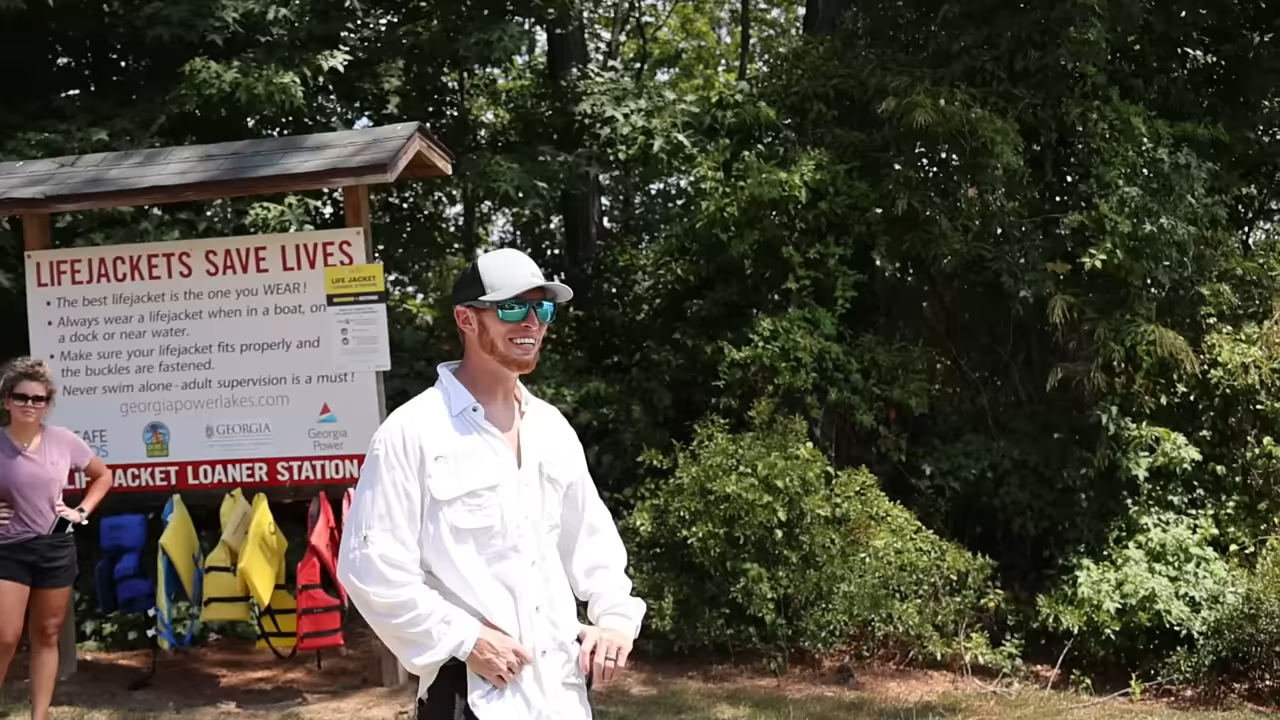 LIFEJACKETS SAVE LIVES
• The best lifejacket is the one you WEAR!
• Always wear a lifejacket when in a boat, on
a dock or near water.
• Make sure your lifejacket fits properly and
the buckles are fastened.
Never swim alone - adult supervision is a must!
georgiapowerlakes.com
LIFE JACKET
GEORGIA
Georgia
Power
JACKET LOANER STATION